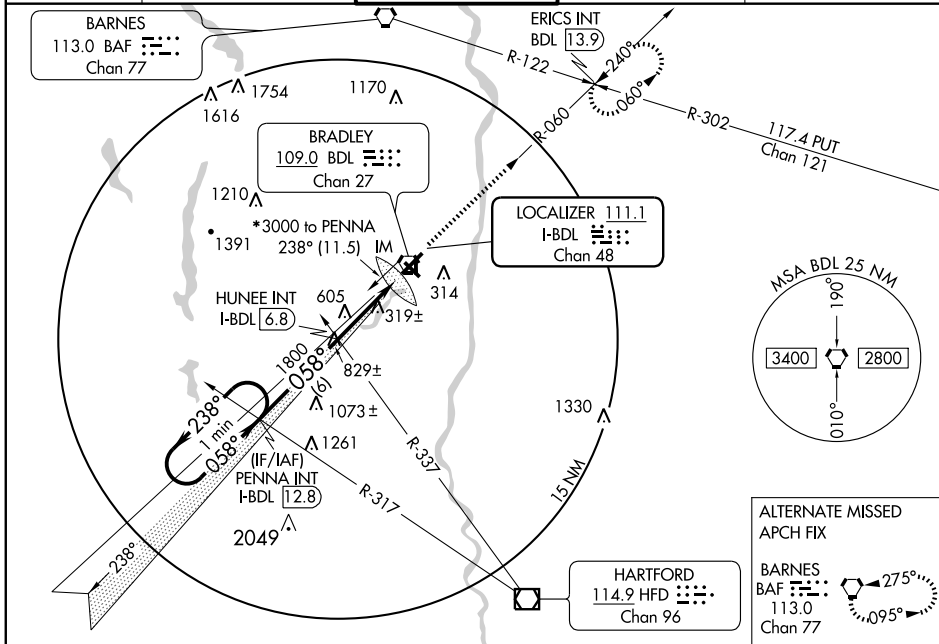 BARNES
113.0 BAF
Chan 77
ERICS INT
BDL 13.9
R-122
240°
060°
R-060
R-302
117.4 PUT
Chan 121
1754
1616
1170
BRADLEY
109.0 BDL
Chan 27
1210
1391
*3000 to PENNA
238° (11.5)
IM
LOCALIZER 111.1
I-BDL
Chan 48
314
HUNEE INT
I-BDL 6.8
605
319±
MSA BDL 25 NM
190°
3400
2800
010°
1800
058°
(6)
829±
238°
1 min
058°
1073±
1330
1261
(IF/IAF)
PENNA INT
I-BDL 12.8
R-337
R-317
15 NM
2049
238°
HARTFORD
114.9 HFD
Chan 96
ALTERNATE MISSED
APCH FIX
BARNES
BAF
113.0
Chan 77
275°
095°